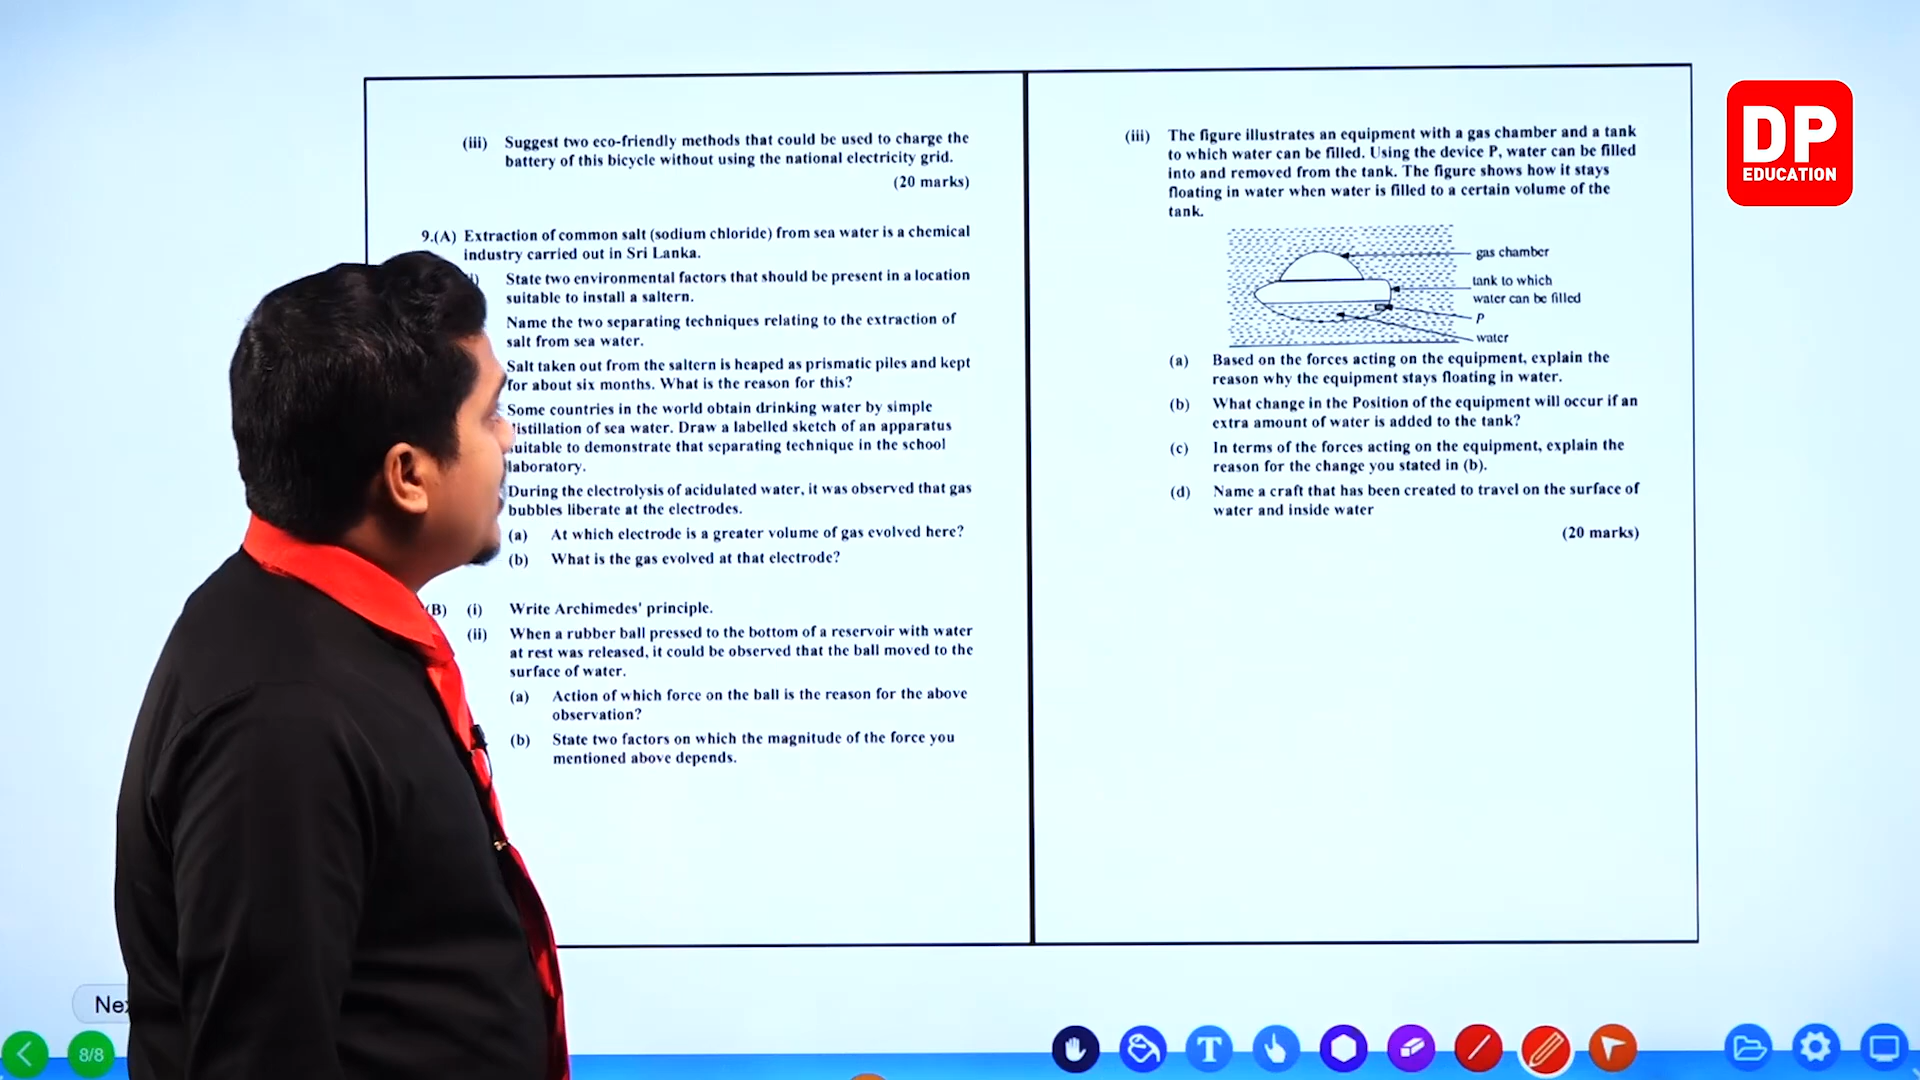 (iii) Suggest two eco-friendly methods that could be used to charge the
battery of this bicycle without using the national electricity grid.
(20 marks)
9.(A) Extraction of common salt (sodium chloride) from sea water is a chemical
industry carried out in Sri Lanka.
State two environmental factors that should be present in a location
suitable to install a saltern.
Name the two separating techniques relating to the extraction of
salt from sea water.
Salt taken out from the saltern is heaped as prismatic piles and kept
for about six months. What is the reason for this?
Some countries in the world obtain drinking water by simple
distillation of sea water. Draw a labelled sketch of an apparatus
suitable to demonstrate that separating technique in the school
laboratory.
During the electrolysis of acidulated water, it was observed that gas
bubbles liberate at the electrodes.
(a) At which electrode is a greater volume of gas evolved here?
(b) What is the gas evolved at that electrode?
(B) (i) Write Archimedes' principle.
(ii) When a rubber ball pressed to the bottom of a reservoir with water
at rest was released, it could be observed that the ball moved to the
surface of water.
(a) Action of which force on the ball is the reason for the above
observation?
(b) State two factors on which the magnitude of the force you
mentioned above depends.
(iii) The figure illustrates an equipment with a gas chamber and a tank
to which water can be filled. Using the device P, water can be filled
into and removed from the tank. The figure shows how it stays
floating in water when water is filled to a certain volume of the
tank.
gas chamber
tank to which
water can be filled
P
water
(a) Based on the forces acting on the equipment, explain the
reason why the equipment stays floating in water.
(b) What change in the Position of the equipment will occur if an
extra amount of water is added to the tank?
(c) In terms of the forces acting on the equipment, explain the
reason for the change you stated in (b).
(d) Name a craft that has been created to travel on the surface of
water and inside water
(20 marks)
DP
EDUCATION
8/8
T